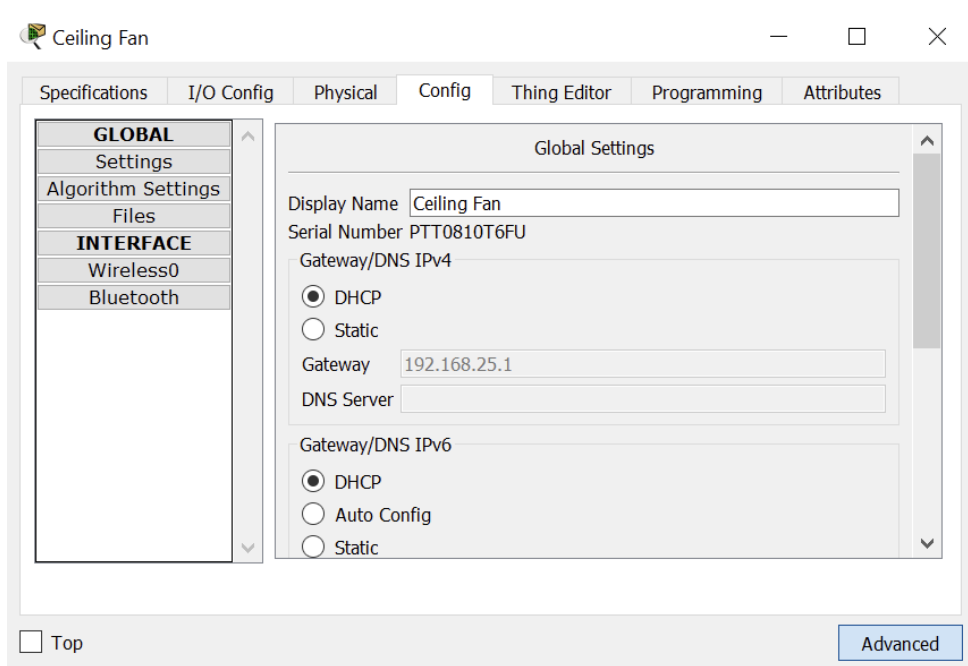 Ceiling Fan
Specifications I/O Config Physical Config Thing Editor Programming Attributes
GLOBAL
Settings
Algorithm Settings
Files
INTERFACE
Wireless0
Bluetooth
Global Settings
Display Name Ceiling Fan
Serial Number PTT0810T6FU
Gateway/DNS IPv4
DHCP
Static
Gateway 192.168.25.1
DNS Server
Gateway/DNS IPv6
DHCP
Auto Config
Static
Top
Advanced